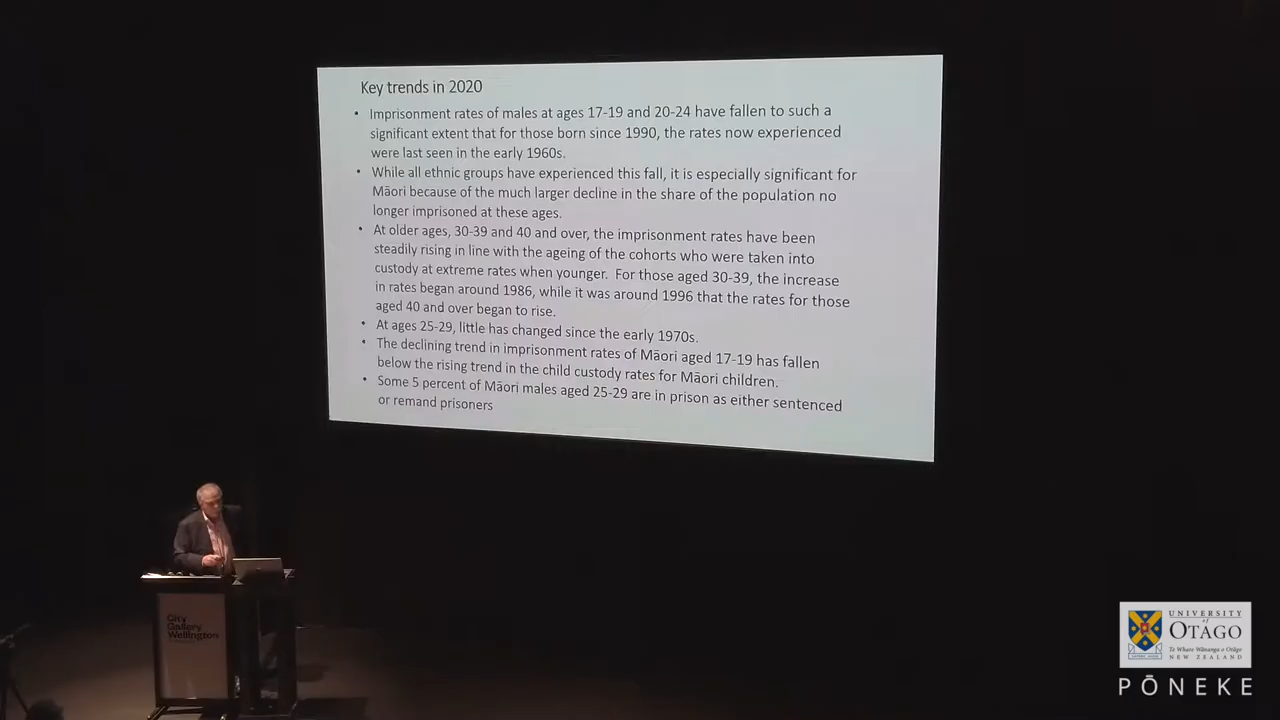 Key trends in 2020
• Imprisonment rates of males at ages 17-19 and 20-24 have fallen to such a
significant extent that for those born since 1990, the rates now experienced
were last seen in the early 1960s.
• While all ethnic groups have experienced this fall, it is especially significant for
Māori because of the much larger decline in the share of the population no
longer imprisoned at these ages.
• At older ages, 30-39 and 40 and over, the imprisonment rates have been
steadily rising in line with the ageing of the cohorts who were taken into
custody at extreme rates when younger. For those aged 30-39, the increase
in rates began around 1986, while it was around 1996 that the rates for those
aged 40 and over began to rise.
• At ages 25-29, little has changed since the early 1970s.
• The declining trend in imprisonment rates of Māori aged 17-19 has fallen
below the rising trend in the child custody rates for Māori children.
• Some 5 percent of Māori males aged 25-29 are in prison as either sentenced
or remand prisoners
City
Gallery
Wellington
UNIVERSITY
of
OTAGO
Te Whare Wānanga o Otāgo
NEW ZEALAND
PŌNEKE